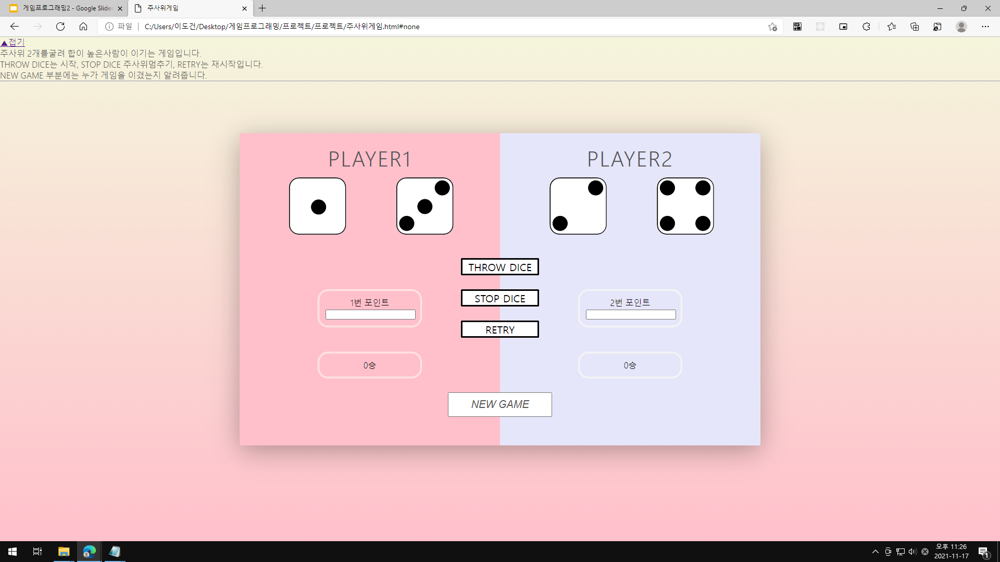 게임프로그래밍2 - Google Slides
주사위게임
파일
C:/Users/이도건/Desktop/게임프로그래밍/프로젝트/프로젝트/주사위게임.html#none
▲접기
주사위 2개를굴려 합이 높은사람이 이기는 게임입니다.
THROW DICE는 시작, STOP DICE 주사위멈추기, RETRY는 재시작입니다.
NEW GAME 부분에는 누가 게임을 이겼는지 알려줍니다.
PLAYER1
PLAYER2
THROW DICE
STOP DICE
RETRY
1번 포인트
2번 포인트
0승
0승
NEW GAME
오후 11:26
2021-11-17
1